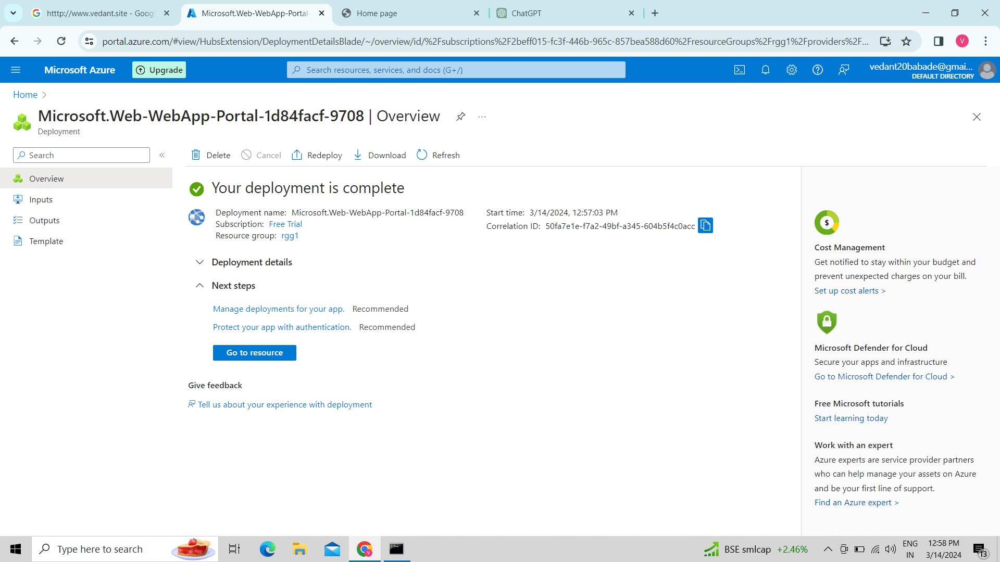 htttp://www.vedant.site - Googl
Microsoft.Web-WebApp-Portal-
Home page
ChatGPT
portal.azure.com/#view/HubsExtension/DeploymentDetailsBlade/~/overview/id/%2Fsubscriptions%2F2beff015-fc3f-446b-965c-857bea588d60%2FresourceGroups%2Frgg1%2Fproviders%2F...
V
Microsoft Azure
Upgrade
Search resources, services, and docs (G+/)
vedant20babade@gmai...
DEFAULT DIRECTORY
Home
Microsoft.Web-WebApp-Portal-1d84facf-9708 | Overview
Deployment
Search
Delete
Cancel
Redeploy
Download
Refresh
Overview
Inputs
Outputs
Template
Your deployment is complete
Deployment name: Microsoft.Web-WebApp-Portal-1d84facf-9708
Subscription: Free Trial
Resource group: rgg1
Start time: 3/14/2024, 12:57:03 PM
Correlation ID: 50fa7e1e-f7a2-49bf-a345-604b5f4c0acc
Deployment details
Next steps
Manage deployments for your app. Recommended
Protect your app with authentication. Recommended
Go to resource
Give feedback
Tell us about your experience with deployment
$
Cost Management
Get notified to stay within your budget and
prevent unexpected charges on your bill.
Set up cost alerts >
Microsoft Defender for Cloud
Secure your apps and infrastructure
Go to Microsoft Defender for Cloud >
Free Microsoft tutorials
Start learning today
Work with an expert
Azure experts are service provider partners
who can help manage your assets on Azure
and be your first line of support.
Find an Azure expert >
Type here to search
V
BSE smlcap +2.46%
ENG
IN
12:58 PM
3/14/2024
13